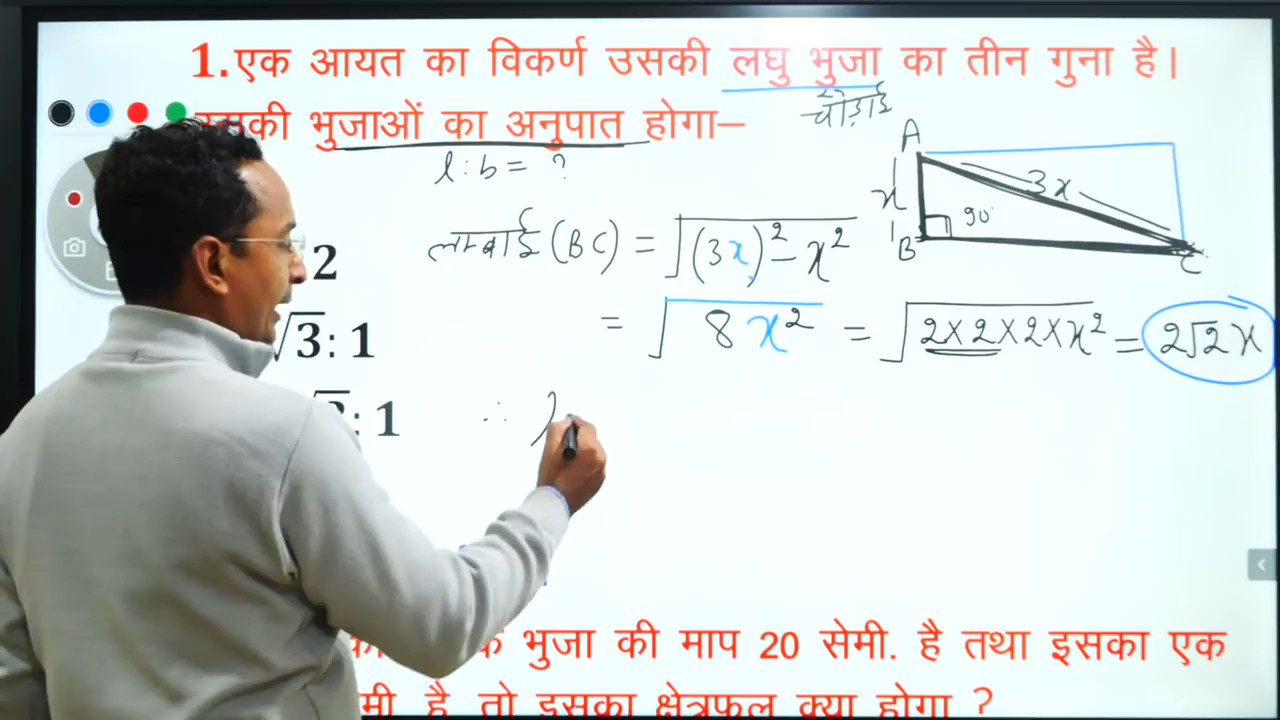 1. एक आयत का विकर्ण उसकी लघु भुजा का तीन गुना है।
उसकी भुजाओं का अनुपात होगा–
चौड़ाई
l : b = ?
A
x
3x
90°
B
C
लम्बाई (BC) = √(3x)² – x²
= √8x² = √2×2×2×x² = 2√2x
2
√3 : 1
: 1
∴
भुजा की माप 20 सेमी. है तथा इसका एक
है, तो इसका क्षेत्रफल क्या होगा ?